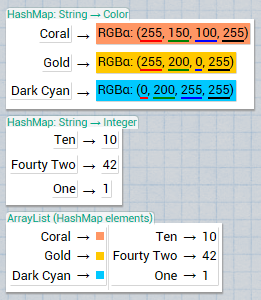 HashMap: String → Color
Coral → RGBα: (255, 150, 100, 255)
Gold → RGBα: (255, 200, 0, 255)
Dark Cyan → RGBα: (0, 200, 255, 255)
HashMap: String → Integer
Ten → 10
Fourty Two → 42
One → 1
ArrayList (HashMap elements)
Coral → Ten → 10
Gold → Fourty Two → 42
Dark Cyan → One → 1